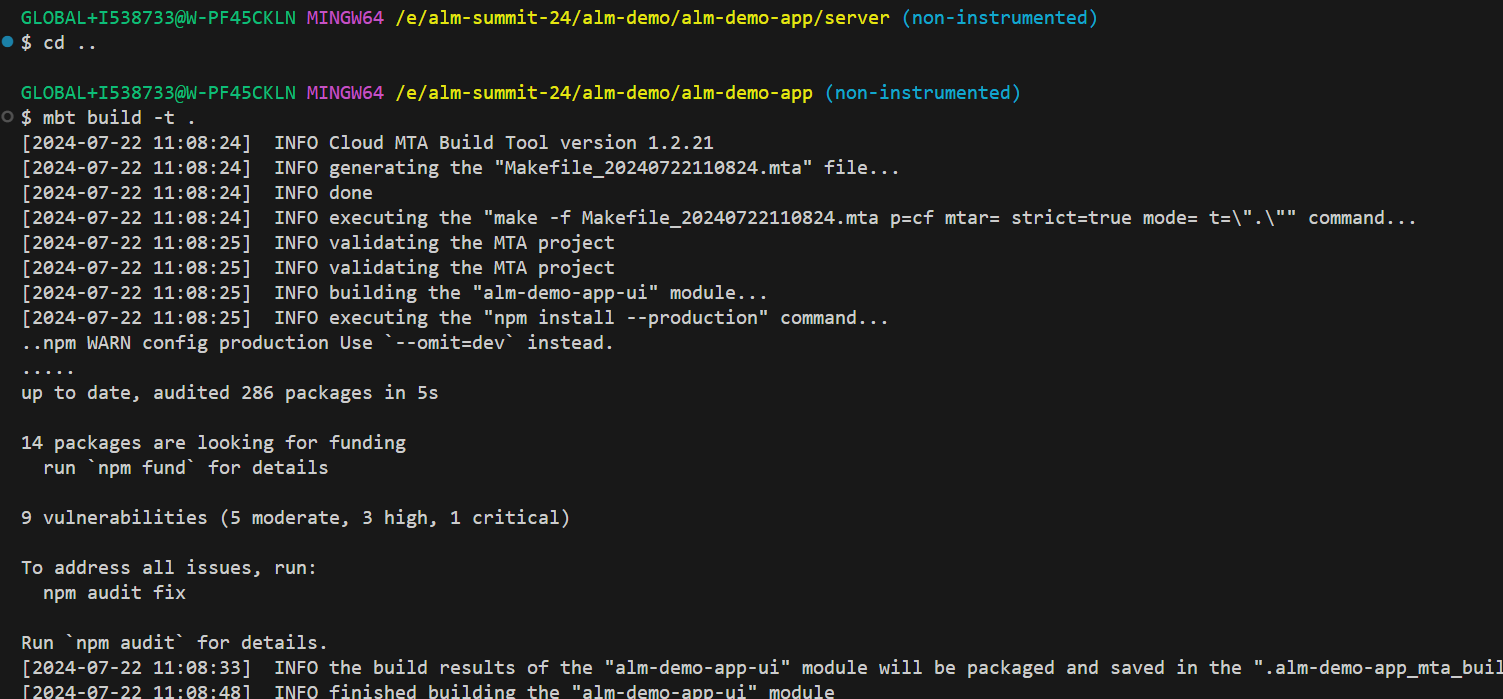 GLOBAL+I538733@W-PF45CKLN MINGW64 /e/alm-summit-24/alm-demo/alm-demo-app/server (non-instrumented)
$ cd ..
GLOBAL+I538733@W-PF45CKLN MINGW64 /e/alm-summit-24/alm-demo/alm-demo-app (non-instrumented)
$ mbt build -t .
[2024-07-22 11:08:24]  INFO Cloud MTA Build Tool version 1.2.21
[2024-07-22 11:08:24]  INFO generating the "Makefile_20240722110824.mta" file...
[2024-07-22 11:08:24]  INFO done
[2024-07-22 11:08:24]  INFO executing the "make -f Makefile_20240722110824.mta p=cf mtar= strict=true mode= t=\".\"" command...
[2024-07-22 11:08:25]  INFO validating the MTA project
[2024-07-22 11:08:25]  INFO validating the MTA project
[2024-07-22 11:08:25]  INFO building the "alm-demo-app-ui" module...
[2024-07-22 11:08:25]  INFO executing the "npm install --production" command...
..npm WARN config production Use `--omit=dev` instead.
.....
up to date, audited 286 packages in 5s
14 packages are looking for funding
  run `npm fund` for details
9 vulnerabilities (5 moderate, 3 high, 1 critical)
To address all issues, run:
  npm audit fix
Run `npm audit` for details.
[2024-07-22 11:08:33]  INFO the build results of the "alm-demo-app-ui" module will be packaged and saved in the ".alm-demo-app_mta_buil
[2024-07-22 11:08:48]  INFO finished building the "alm-demo-app-ui" module